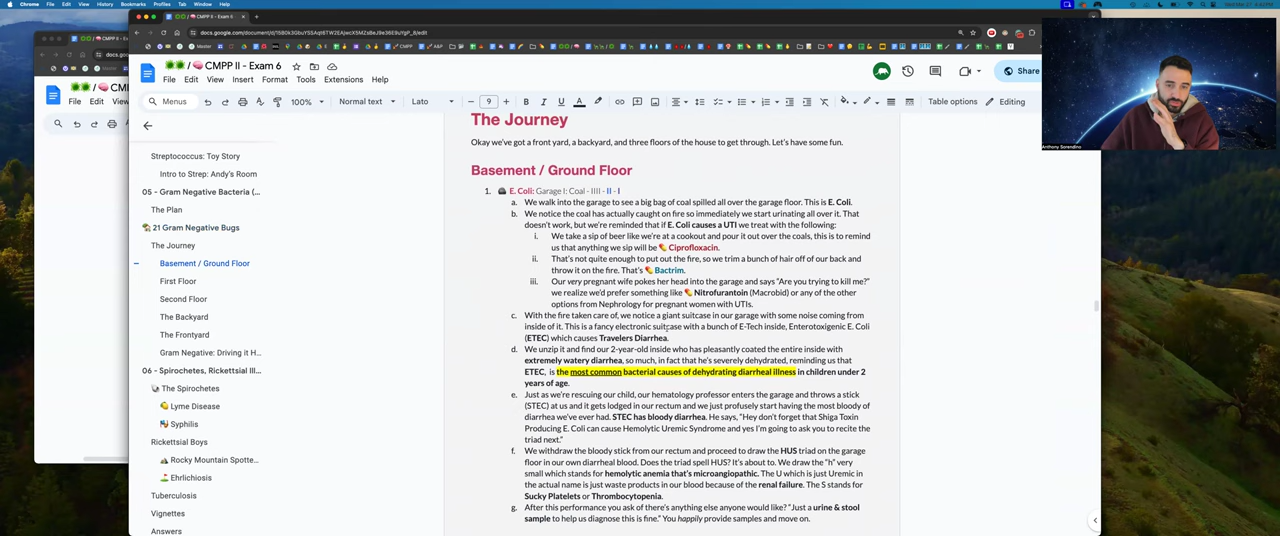 Chrome File Edit View History Bookmarks Profiles Tab Window Help
CMPP II - Exam 6
docs.google.com/document/d/
CMPP II - Exam 6
File Edit View Insert Format Tools Extensions Help
Share
Menus 100% Normal text Lato 9 Table options Editing
CM
File Edit
Streptococcus: Toy Story
Intro to Step: Andy's Room
05 - Gram Negative Bacteria (...
The Plan
21 Gram Negative Bugs
The Journey
Basement / Ground Floor
First Floor
Second Floor
The Backyard
The Frontyard
Gram Negative: Driving it H...
06 - Spirochetes, Rickettsial III...
The Spirochetes
Lyme Disease
Syphilis
Rickettsial Boys
Rocky Mountain Spotte...
Ehrlichiosis
Tuberculosis
Vignettes
Answers
The Journey
Okay we've got a front yard, a backyard, and three floors of the house to get through. Let's have some fun.
Basement / Ground Floor
1. E. Coli: Garage I: Coal - IIII - II - I
a. We walk into the garage to see a big bag of coal spilled all over the garage floor. This is E. Coli.
b. We notice the coal has actually caught on fire so immediately we start urinating all over it. That
doesn't work, but we're reminded that if E. Coli causes a UTI we treat with the following:
i. We take a sip of beer like we're at a cookout and pour it out over the coals, this is to remind
us that anything we sip will be Ciprofloxacin.
ii. That's not quite enough to put out the fire, so we trim a bunch of hair off of our back and
throw it on the fire. That's Bactrim.
iii. Our very pregnant wife pokes her head into the garage and says "Are you trying to kill me?"
we realize we'd prefer something like Nitrofurantoin (Macrobid) or any of the other
options from Nephrology for pregnant women with UTIs.
c. With the fire taken care of, we notice a giant suitcase in our garage with some noise coming from
inside of it. This is a fancy electronic suitcase with a bunch of E-Tech inside, Enterotoxigenic E. Coli
(ETEC) which causes Travelers Diarrhea.
d. We unzip it and find our 2-year-old inside who has pleasantly coated the entire inside with
extremely watery diarrhea, so much, in fact that he's severely dehydrated, reminding us that
ETEC, is the most common bacterial causes of dehydrating diarrheal illness in children under 2
years of age.
e. Just as we're rescuing our child, our hematology professor enters the garage and throws a stick
(STEC) at us and it gets lodged in our rectum and we just profusely start having the most bloody of
diarrhea we've ever had. STEC has bloody diarrhea. He says, "Hey don't forget that Shiga Toxin
Producing E. Coli can cause Hemolytic Uremic Syndrome and yes I'm going to ask you to recite the
triad next."
f. We withdraw the bloody stick from our rectum and proceed to draw the HUS triad on the garage
floor in our own diarrheal blood. Does the triad spell HUS? It's about to. We draw the "h" very
small which stands for hemolytic anemia that's microangiopathic. The U which is just Uremic in
the actual name is just waste products in our blood because of the renal failure. The S stands for
Sucky Platelets or Thrombocytopenia.
g. After this performance you ask of there's anything else anyone would like? "Just a urine & stool
sample to help us diagnose this is fine." You happily provide samples and move on.
Anthony Sorendino